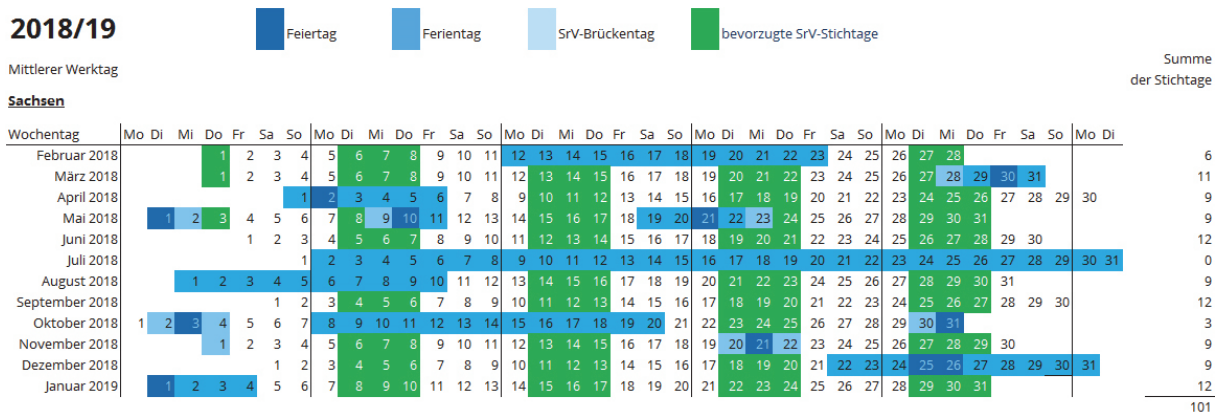 2018/19
Feiertag Ferientag SrV-Brückentag bevorzugte SrV-Stichtage
Mittlerer Werktag
Summe
der Stichtage
Sachsen
Wochentag Mo Di Mi Do Fr Sa So Mo Di Mi Do Fr Sa So Mo Di Mi Do Fr Sa So Mo Di Mi Do Fr Sa So Mo Di Mi Do Fr Sa So Mo Di
Februar 2018 1 2 3 4 5 6 7 8 9 10 11 12 13 14 15 16 17 18 19 20 21 22 23 24 25 26 27 28 6
März 2018 1 2 3 4 5 6 7 8 9 10 11 12 13 14 15 16 17 18 19 20 21 22 23 24 25 26 27 28 29 30 31 11
April 2018 1 2 3 4 5 6 7 8 9 10 11 12 13 14 15 16 17 18 19 20 21 22 23 24 25 26 27 28 29 30 9
Mai 2018 1 2 3 4 5 6 7 8 9 10 11 12 13 14 15 16 17 18 19 20 21 22 23 24 25 26 27 28 29 30 31 9
Juni 2018 1 2 3 4 5 6 7 8 9 10 11 12 13 14 15 16 17 18 19 20 21 22 23 24 25 26 27 28 29 30 12
Juli 2018 1 2 3 4 5 6 7 8 9 10 11 12 13 14 15 16 17 18 19 20 21 22 23 24 25 26 27 28 29 30 31 0
August 2018 1 2 3 4 5 6 7 8 9 10 11 12 13 14 15 16 17 18 19 20 21 22 23 24 25 26 27 28 29 30 31 9
September 2018 1 2 3 4 5 6 7 8 9 10 11 12 13 14 15 16 17 18 19 20 21 22 23 24 25 26 27 28 29 30 12
Oktober 2018 1 2 3 4 5 6 7 8 9 10 11 12 13 14 15 16 17 18 19 20 21 22 23 24 25 26 27 28 29 30 31 3
November 2018 1 2 3 4 5 6 7 8 9 10 11 12 13 14 15 16 17 18 19 20 21 22 23 24 25 26 27 28 29 30 9
Dezember 2018 1 2 3 4 5 6 7 8 9 10 11 12 13 14 15 16 17 18 19 20 21 22 23 24 25 26 27 28 29 30 31 9
Januar 2019 1 2 3 4 5 6 7 8 9 10 11 12 13 14 15 16 17 18 19 20 21 22 23 24 25 26 27 28 29 30 31 12
101